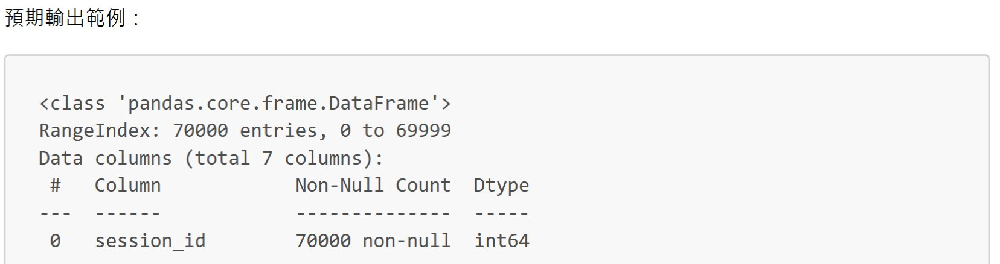 預期輸出範例：
<class 'pandas.core.frame.DataFrame'>
RangeIndex: 70000 entries, 0 to 69999
Data columns (total 7 columns):
 #   Column            Non-Null Count  Dtype
---  ------            --------------  -----
 0   session_id        70000 non-null  int64